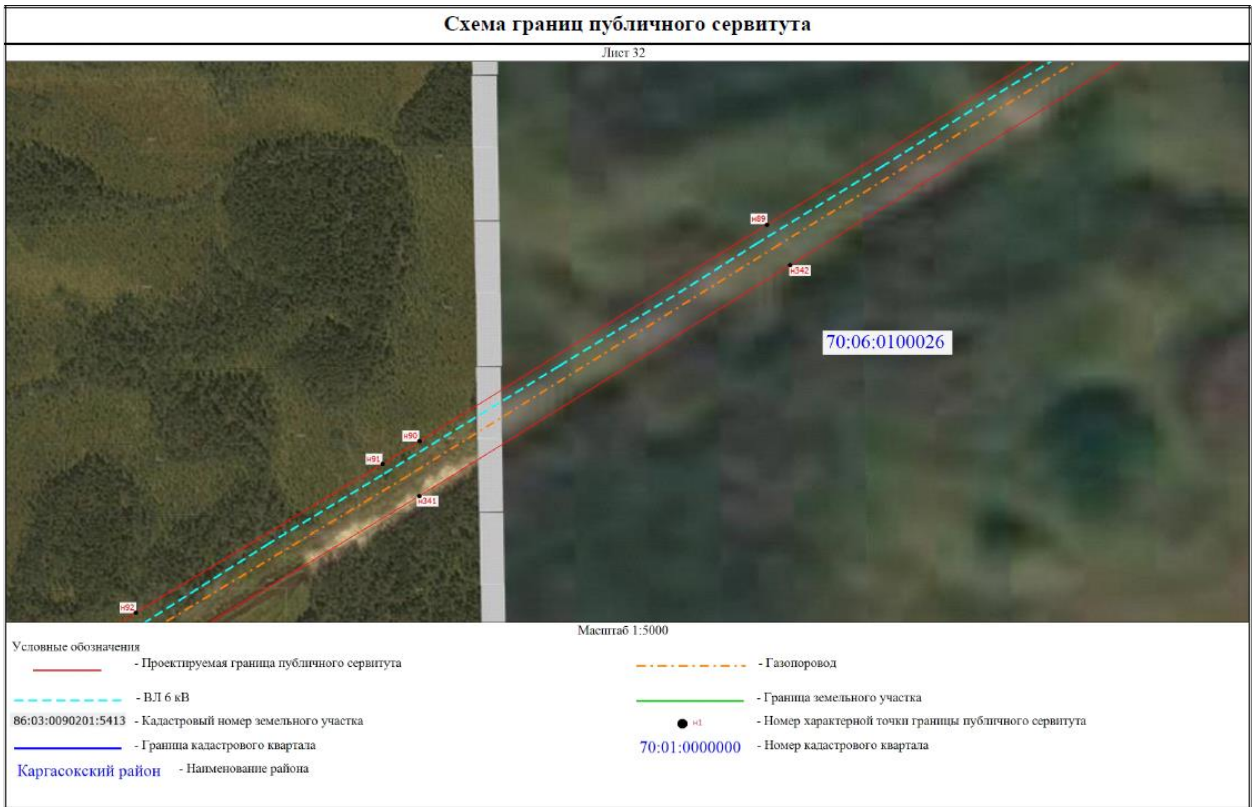 Схема границ публичного сервитута
Лист 32
н89
н342
70:06:0100026
н90
н91
н341
н92
Масштаб 1:5000
Условные обозначения
- Проектируемая граница публичного сервитута
- Газопоровод
- ВЛ 6 кВ
- Граница земельного участка
86:03:0090201:5413 - Кадастровый номер земельного участка
н1 - Номер характерной точки границы публичного сервитута
- Граница кадастрового квартала
70:01:0000000 - Номер кадастрового квартала
Каргасокский район - Наименование района